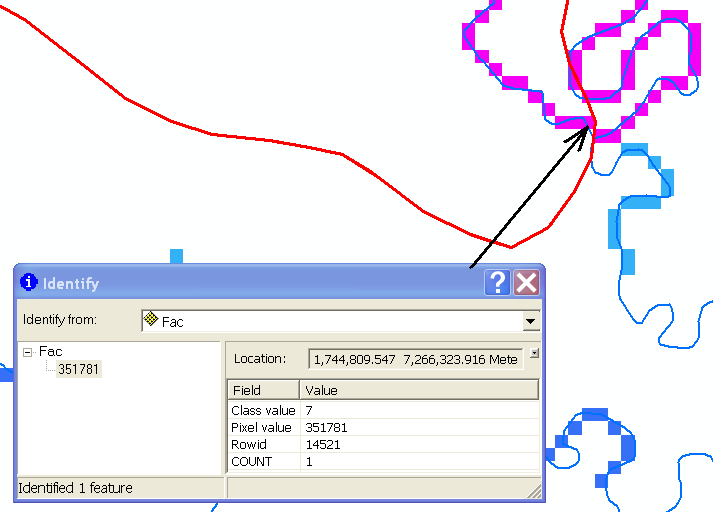 Identify
Identify from: Fac
Fac
351781
Location: 1,744,809.547 7,266,323.916 Mete
Field Value
Class value 7
Pixel value 351781
Rowid 14521
COUNT 1
Identified 1 feature